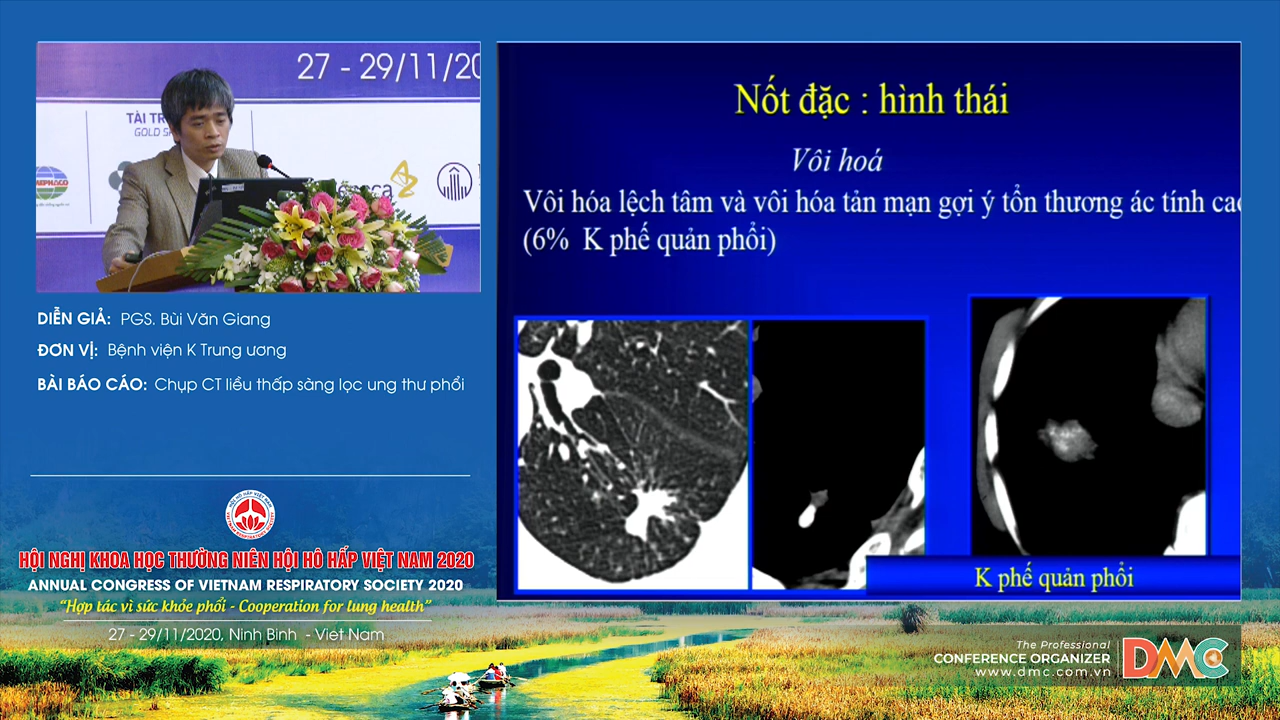 27 - 29/11/20
TÀI TR
GOLD
DIỄN GIẢ: PGS. Bùi Văn Giang
ĐƠN VỊ: Bệnh viện K Trung ương
BÀI BÁO CÁO: Chụp CT liều thấp sàng lọc ung thư phổi
HỘI NGHỊ KHOA HỌC THƯỜNG NIÊN HỘI HÔ HẤP VIỆT NAM 2020
ANNUAL CONGRESS OF VIETNAM RESPIRATORY SOCIETY 2020
“Hợp tác vì sức khỏe phổi - Cooperation for lung health”
27 - 29/11/2020, Ninh Binh - Viet Nam
Nốt đặc : hình thái
Vôi hoá
Vôi hóa lệch tâm và vôi hóa tản mạn gợi ý tổn thương ác tính
(6% K phế quản phổi)
K phế quản phổi
The Professional
CONFERENCE ORGANIZER
www.dmc.com.vn
DMC